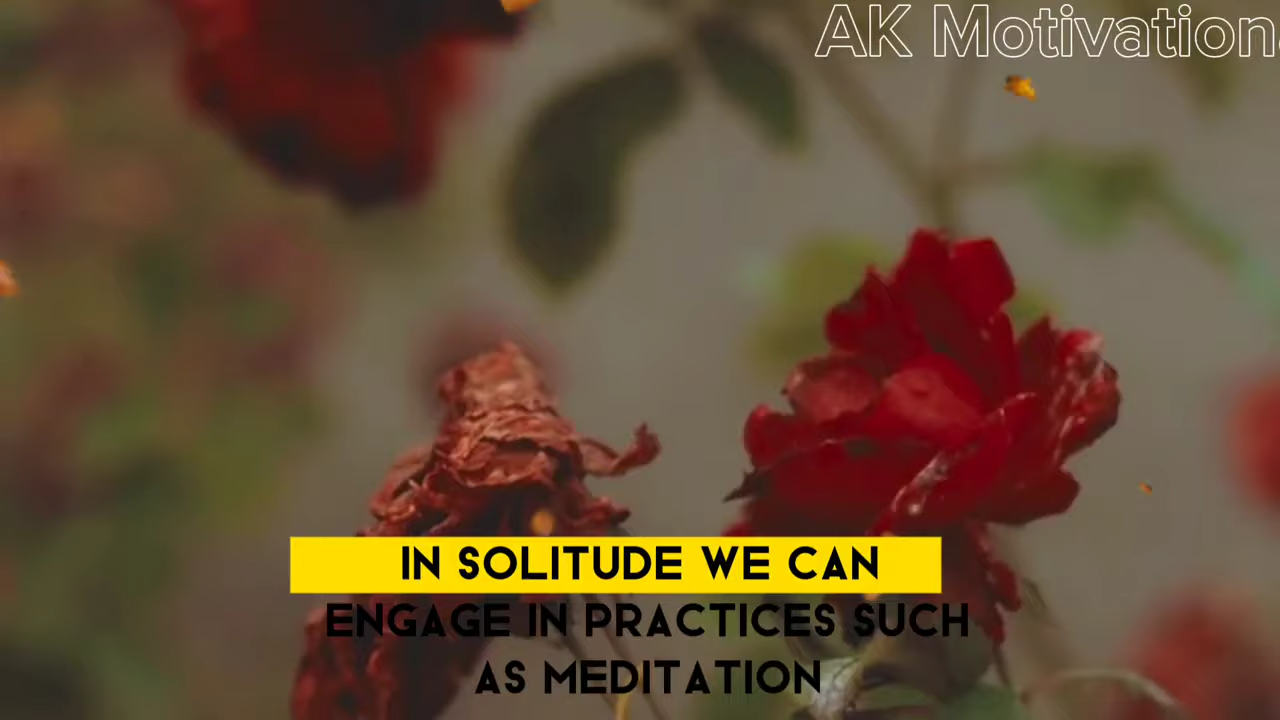 AK Motivation
IN SOLITUDE WE CAN
ENGAGE IN PRACTICES SUCH
AS MEDITATION